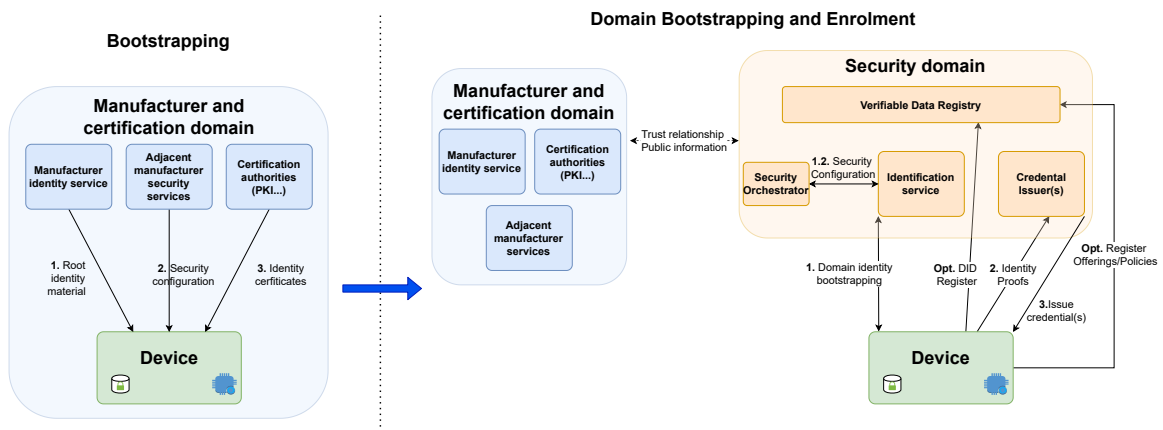 Bootstrapping
Manufacturer and
certification domain
Manufacturer
identity service
Adjacent
manufacturer
security
services
Certification
authorities
(PKI...)
1. Root
identity
material
2. Security
configuration
3. Identity
cerfiticates
Device
Domain Bootstrapping and Enrolment
Manufacturer and
certification domain
Manufacturer
identity service
Certification
authorities
(PKI...)
Adjacent
manufacturer
services
Trust relationship
Public information
Security domain
Verifiable Data Registry
Security
Orchestrator
1.2. Security
Configuration
Identification
service
Credental
Issuer(s)
1. Domain identity
bootstrapping
Opt. DID
Register
2. Identity
Proofs
3.Issue
credential(s)
Opt. Register
Offerings/Policies
Device